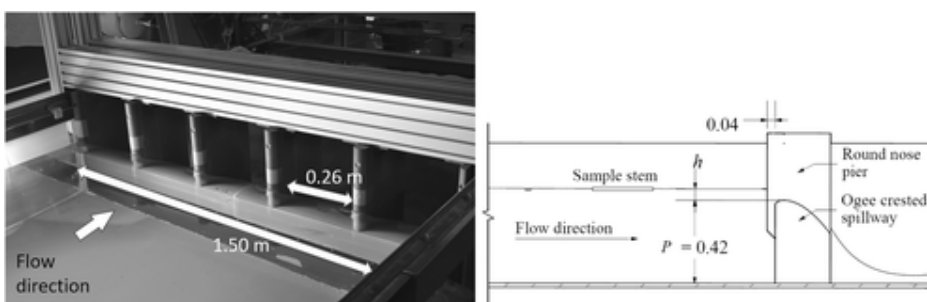 0.26 m
1.50 m
Flow
direction
0.04
h
Round nose
pier
Sample stem
Ogee crested
spillway
Flow direction
P = 0.42